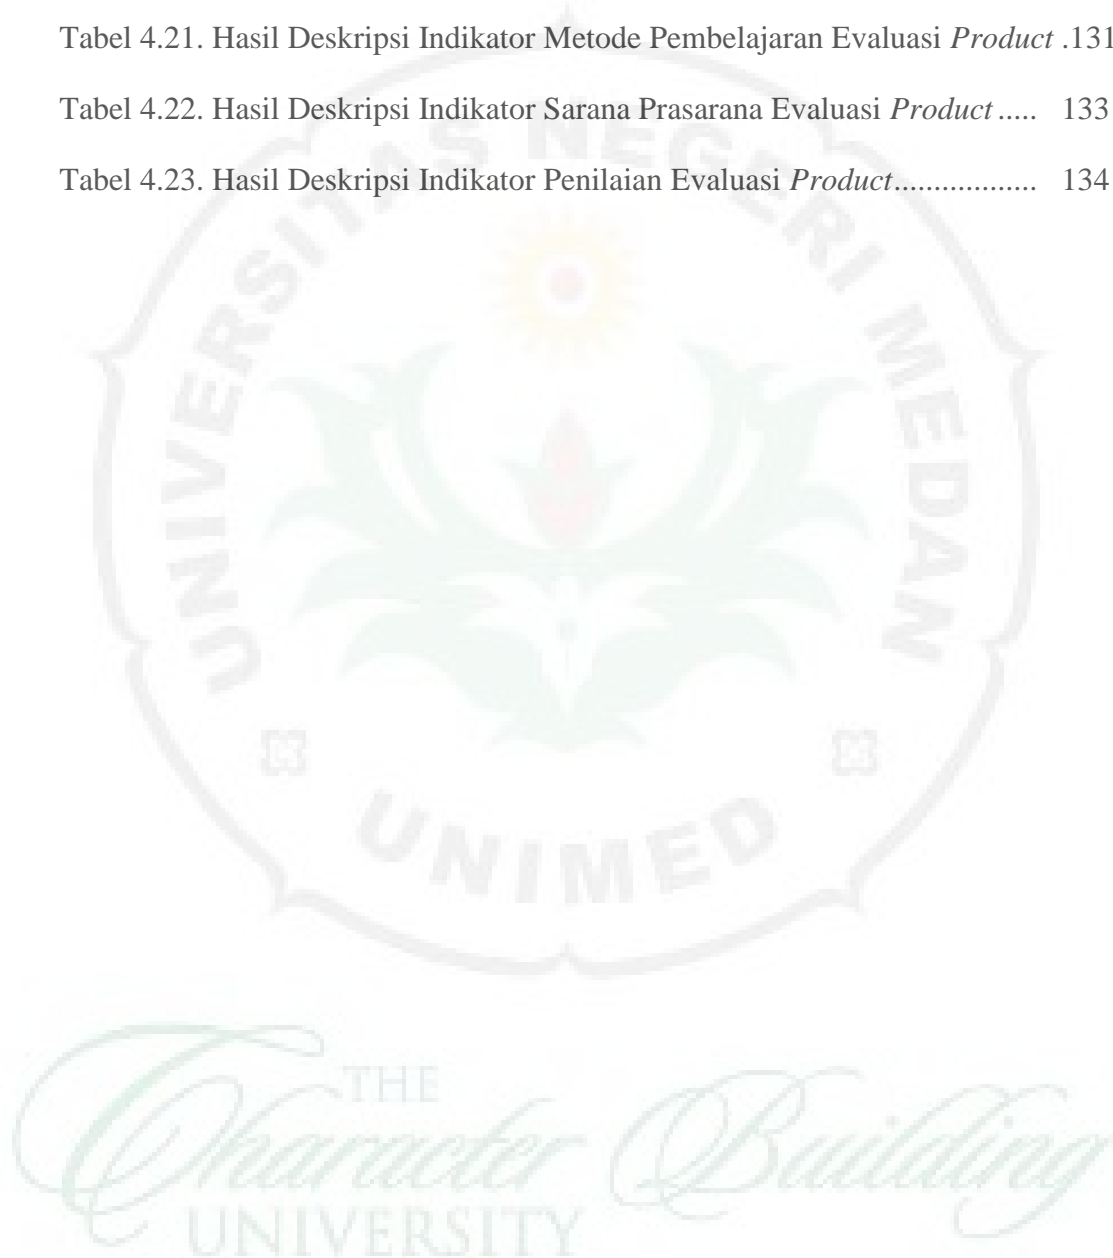 Tabel 4.21. Hasil Deskripsi Indikator Metode Pembelajaran Evaluasi Product .131
Tabel 4.22. Hasil Deskripsi Indikator Sarana Prasarana Evaluasi Product ..... 133
Tabel 4.23. Hasil Deskripsi Indikator Penilaian Evaluasi Product................. 134
UNIVERSITAS NEGERI MEDAN
UNIMED
THE
Character Building
UNIVERSITY